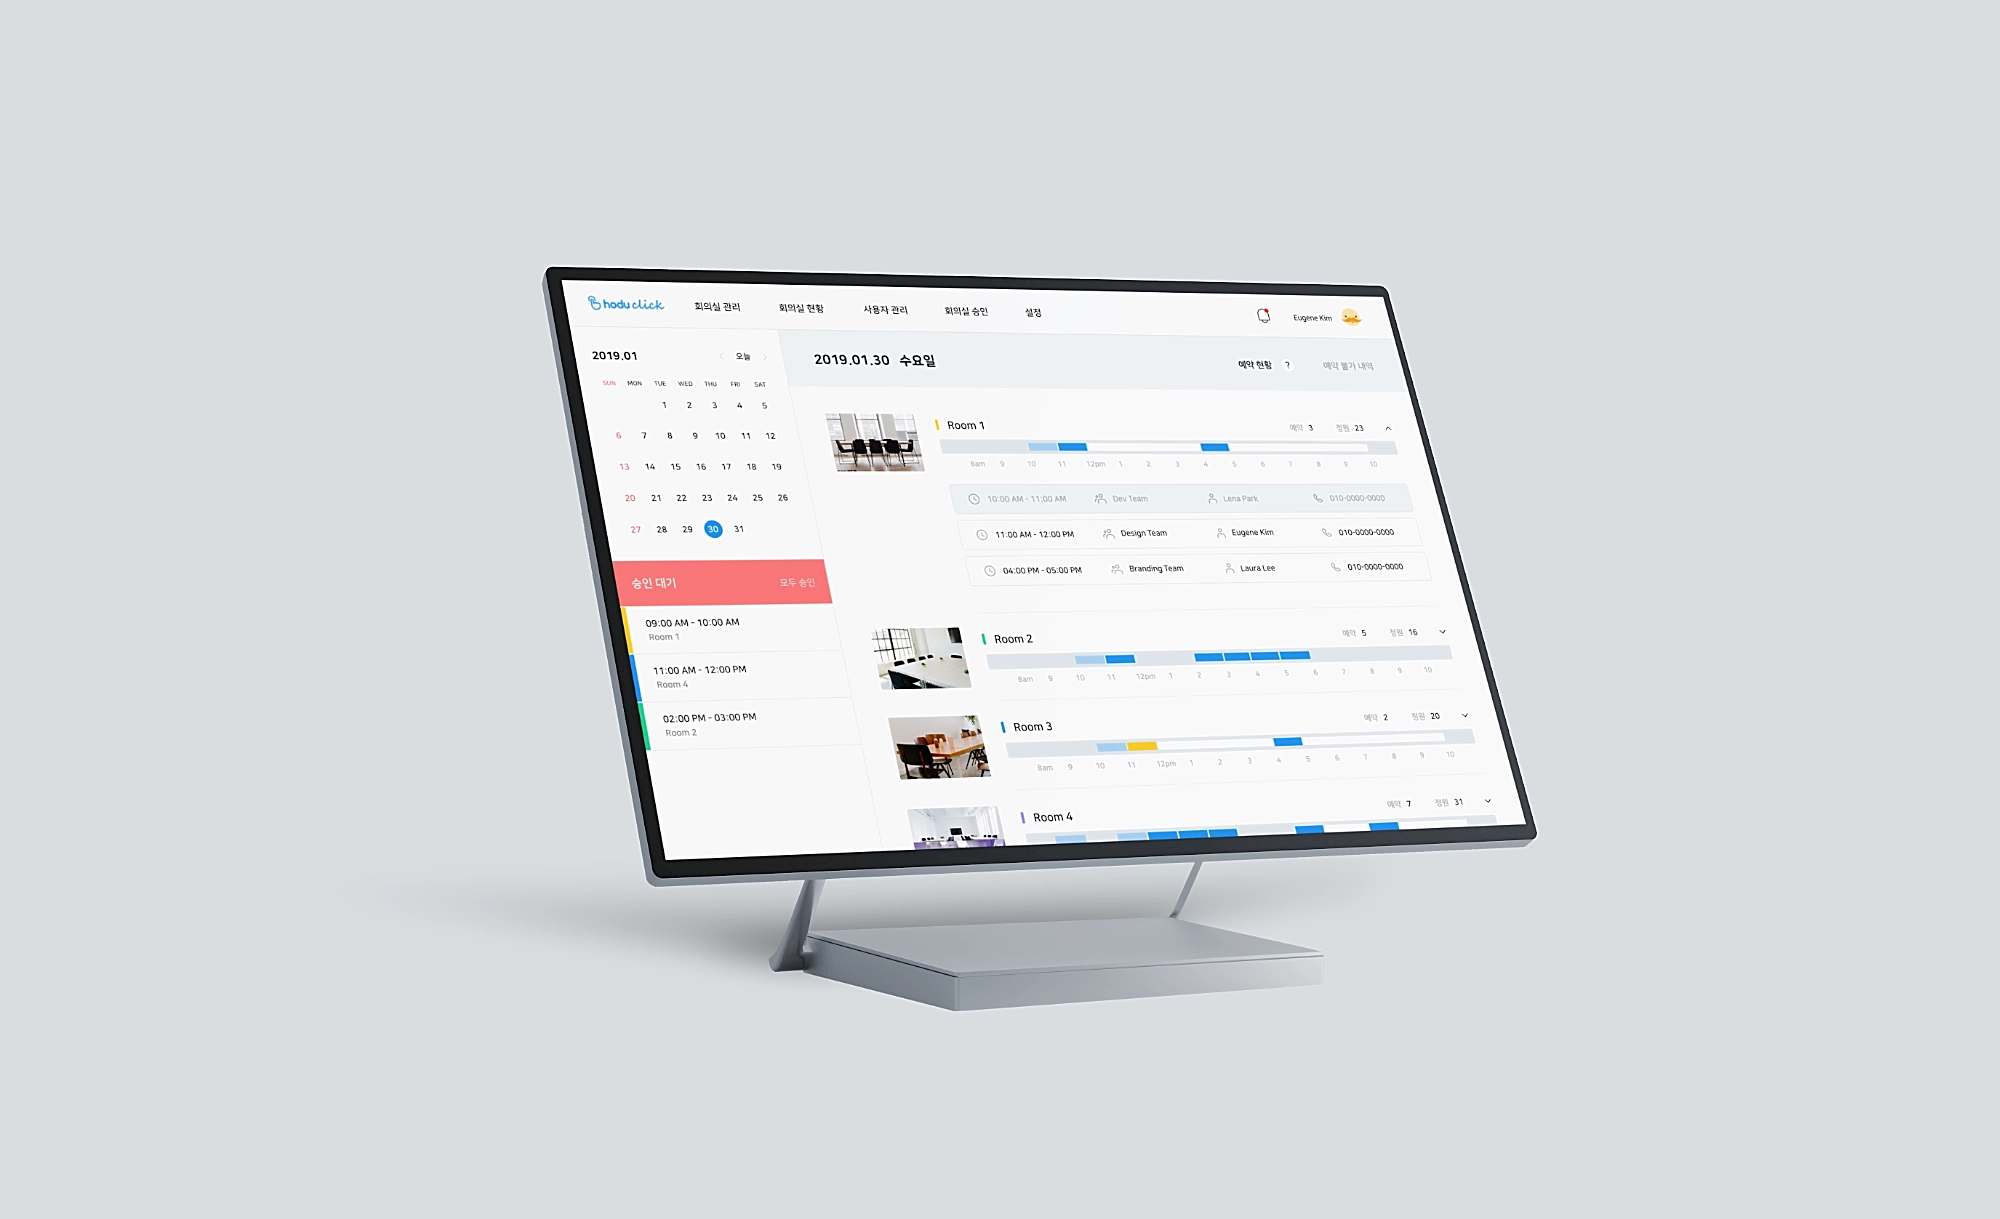 hodu click 회의실 관리 회의실 현황 사용자 관리 회의실 승인 설정 Eugene Kim
2019.01 오늘
SUN MON TUE WED THU FRI SAT
1 2 3 4 5
6 7 8 9 10 11 12
13 14 15 16 17 18 19
20 21 22 23 24 25 26
27 28 29 30 31
승인 대기 모두 승인
09:00 AM - 10:00 AM
Room 1
11:00 AM - 12:00 PM
Room 4
02:00 PM - 03:00 PM
Room 2
2019.01.30 수요일 예약 현황 ? 예약 불가 내역
Room 1 예약 3 정원 23
8am 9 10 11 12pm 1 2 3 4 5 6 7 8 9 10
10:00 AM - 11:00 AM Dev Team Lena Park 010-0000-0000
11:00 AM - 12:00 PM Design Team Eugene Kim 010-0000-0000
04:00 PM - 05:00 PM Branding Team Laura Lee 010-0000-0000
Room 2 예약 5 정원 16
8am 9 10 11 12pm 1 2 3 4 5 6 7 8 9 10
Room 3 예약 2 정원 20
8am 9 10 11 12pm 1 2 3 4 5 6 7 8 9 10
Room 4 예약 7 정원 31